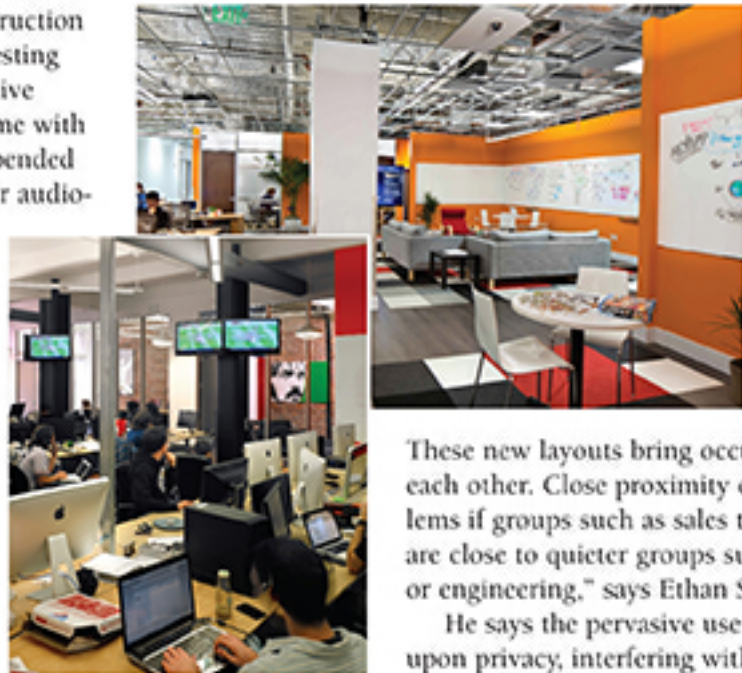 ruction
esting
ive
me with
pended
r audio-
These new layouts bring occu
each other. Close proximity
lems if groups such as sales t
are close to quieter groups su
or engineering," says Ethan S
He says the pervasive use
upon privacy, interfering with
EXIT